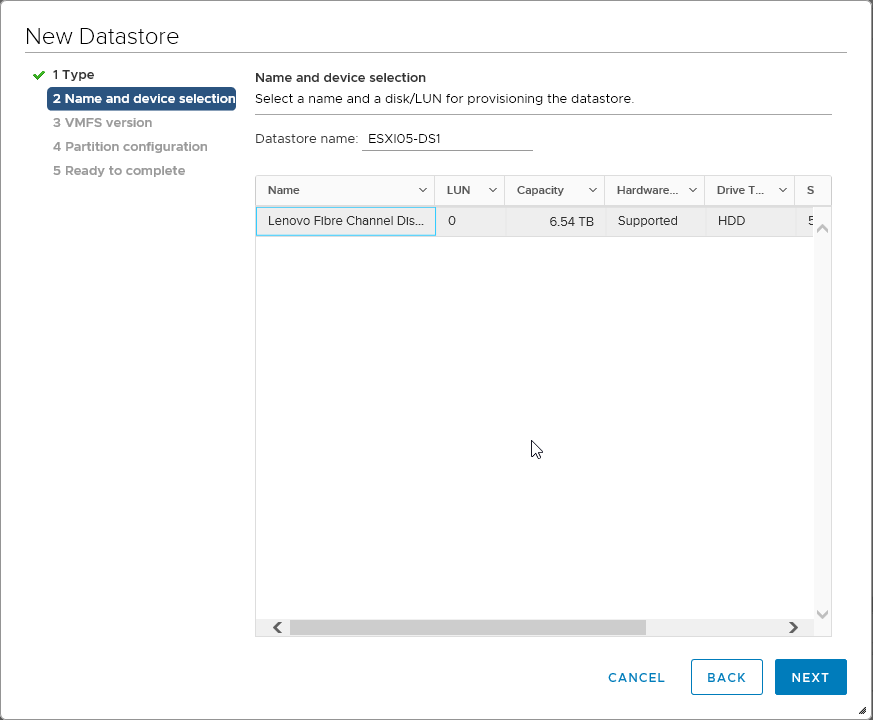 New Datastore
1 Type
2 Name and device selection
3 VMFS version
4 Partition configuration
5 Ready to complete
Name and device selection
Select a name and a disk/LUN for provisioning the datastore.
Datastore name: ESXI05-DS1
Name LUN Capacity Hardware... Drive T... S
Lenovo Fibre Channel Dis... 0 6.54 TB Supported HDD 5
CANCEL BACK NEXT